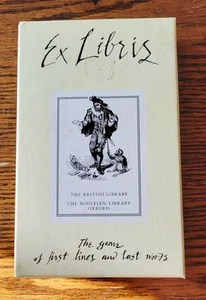 Ex Libris
THE BRITISH LIBRARY
THE BODLEIAN LIBRARY
OXFORD
The game
of first lines and last words